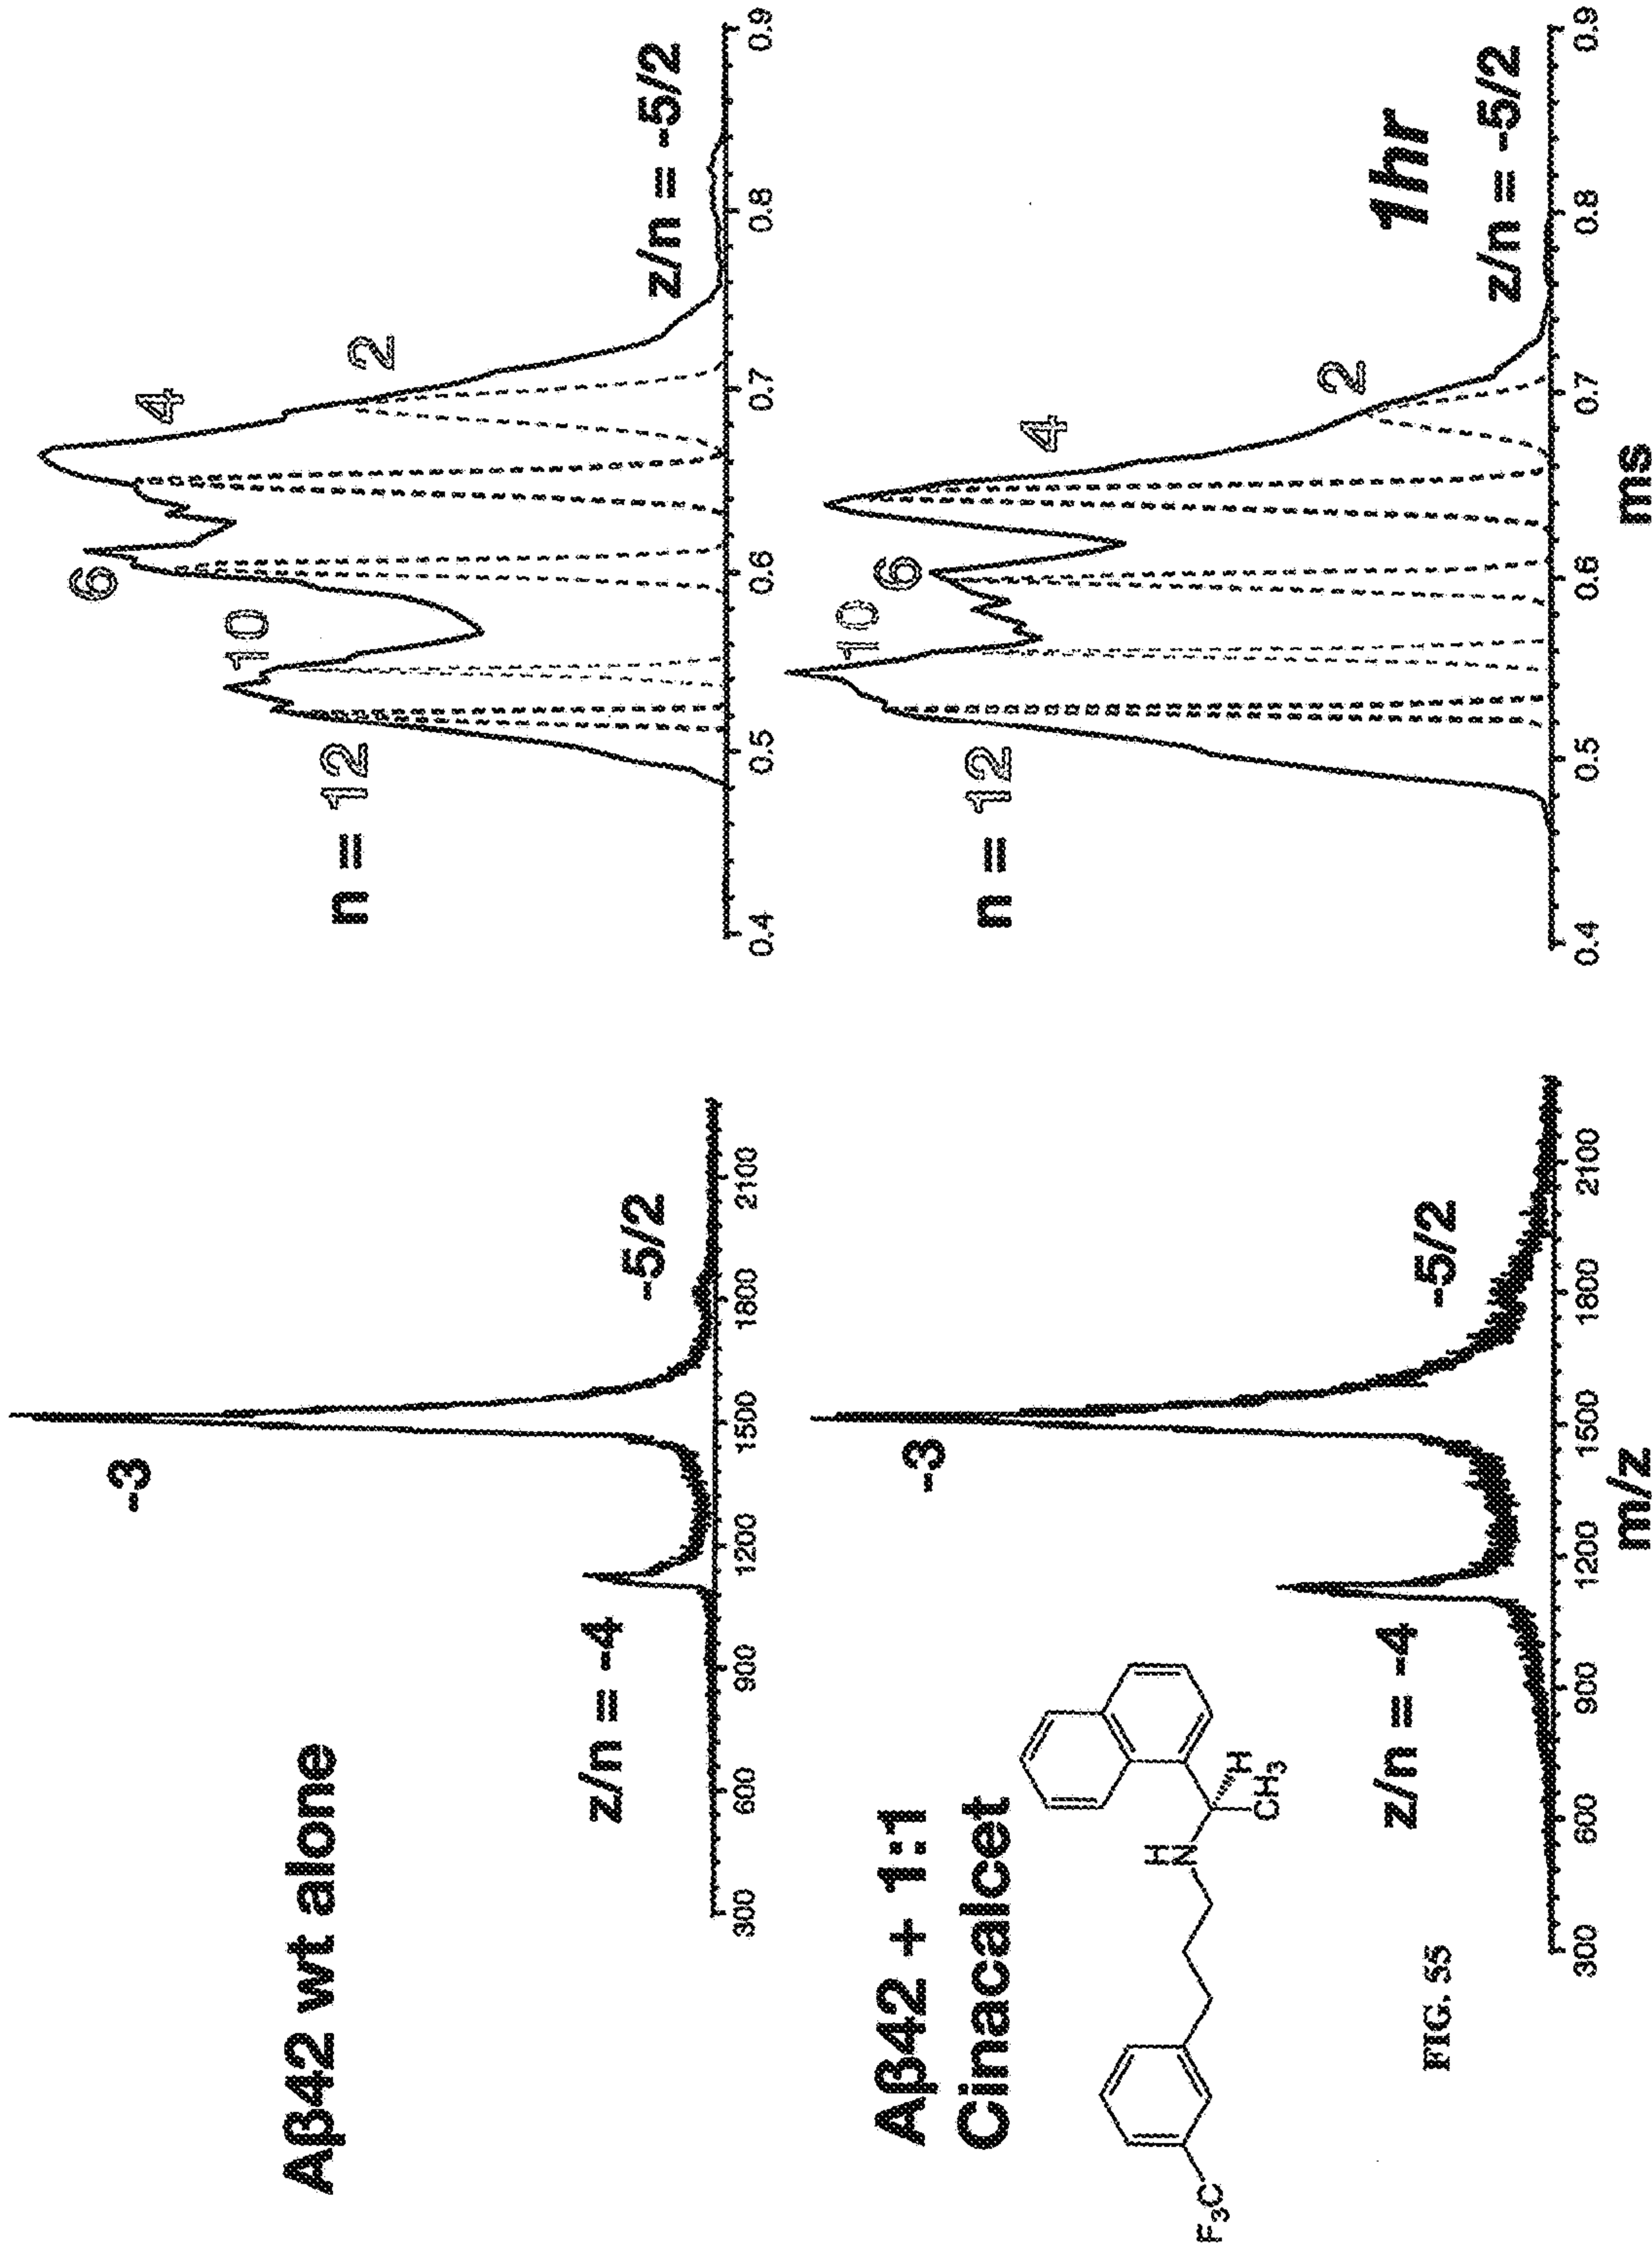 Aβ42 wt alone
z/n = -4
-3
-5/2
300 600 900 1200 1500 1800 2100
n = 12
10
6
4
2
z/n = -5/2
0.4 0.5 0.6 0.7 0.8 0.9
Aβ42 + 1:1
Cinacalcet
F₃C
H
N
H
CH₃
z/n = -4
-3
-5/2
300 600 900 1200 1500 1800 2100
m/z
n = 12
10
6
4
2
1hr
z/n = -5/2
0.4 0.5 0.6 0.7 0.8 0.9
ms
FIG. 55